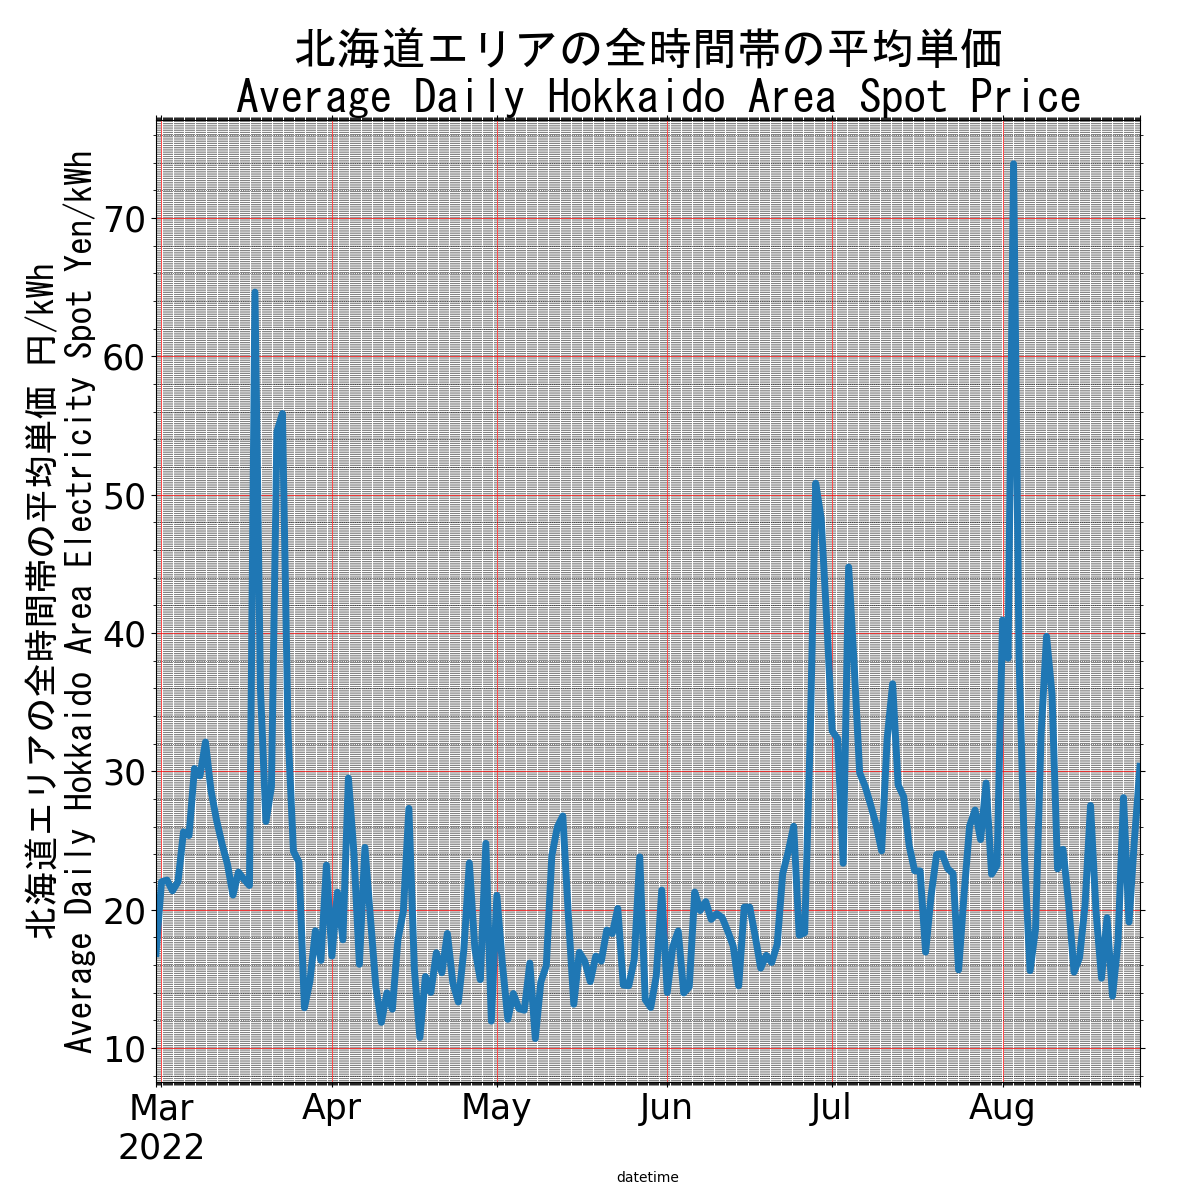 北海道エリアの全時間帯の平均単価
Average Daily Hokkaido Area Spot Price
北海道エリアの全時間帯の平均単価 円/kWh
Average Daily Hokkaido Area Electricity Spot Yen/kWh
70
60
50
40
30
20
10
Mar
2022
Apr
May
Jun
Jul
Aug
datetime